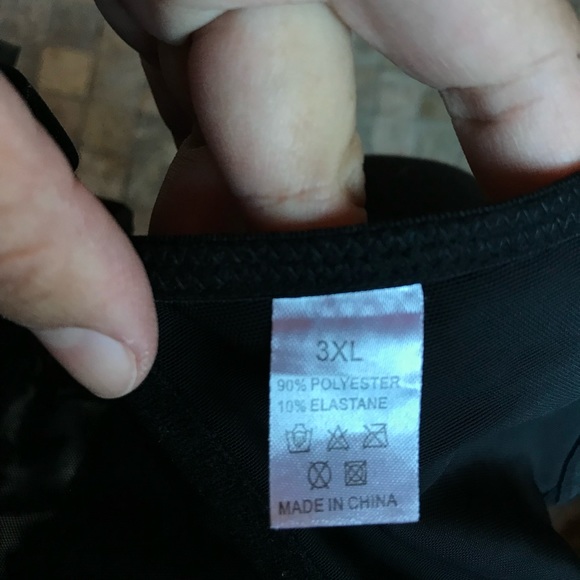 3XL
90% POLYESTER
10% ELASTANE
MADE IN CHINA